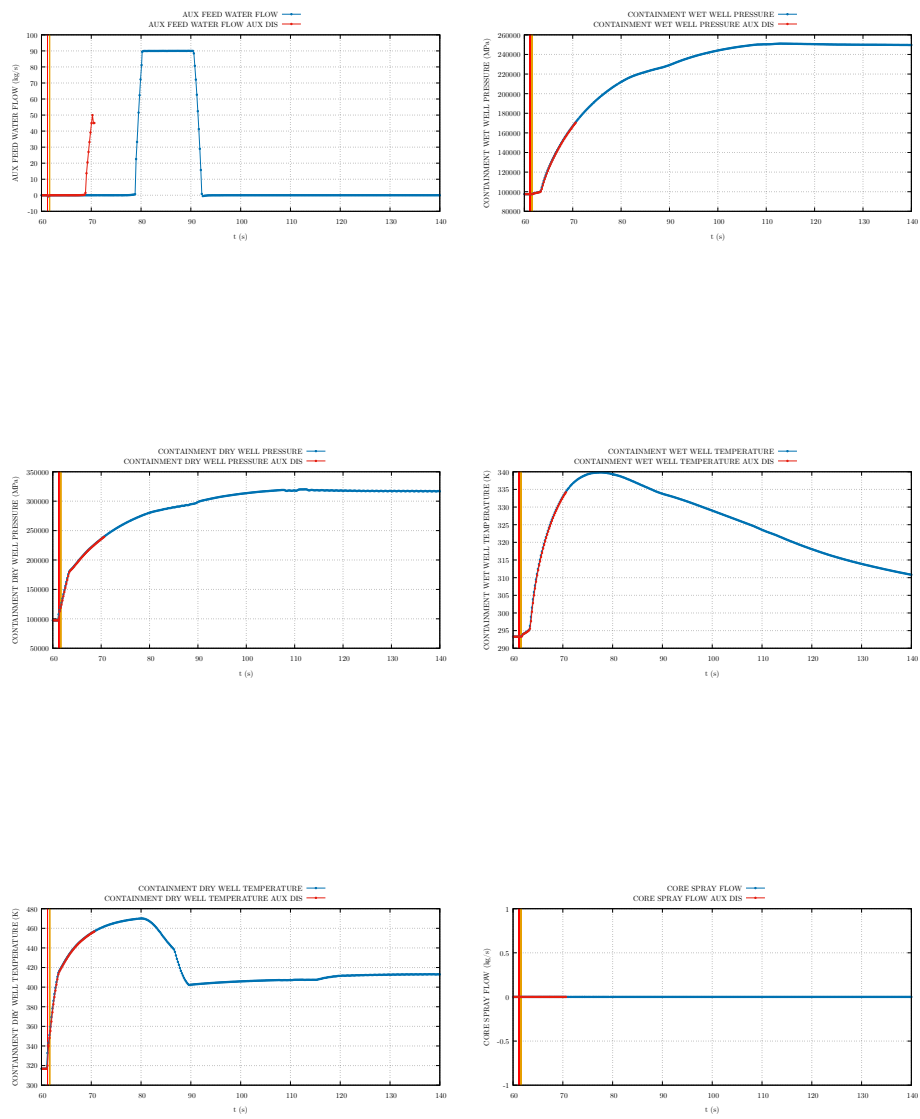 AUX FEED WATER FLOW
AUX FEED WATER FLOW AUX DIS
AUX FEED WATER FLOW (kg/s)
100
90
80
70
60
50
40
30
20
10
0
-10
60 70 80 90 100 110 120 130 140
t (s)
CONTAINMENT WET WELL PRESSURE
CONTAINMENT WET WELL PRESSURE AUX DIS
CONTAINMENT WET WELL PRESSURE (MPa)
260000
240000
220000
200000
180000
160000
140000
120000
100000
80000
60 70 80 90 100 110 120 130 140
t (s)
CONTAINMENT DRY WELL PRESSURE
CONTAINMENT DRY WELL PRESSURE AUX DIS
CONTAINMENT DRY WELL PRESSURE (MPa)
350000
300000
250000
200000
150000
100000
50000
60 70 80 90 100 110 120 130 140
t (s)
CONTAINMENT WET WELL TEMPERATURE
CONTAINMENT WET WELL TEMPERATURE AUX DIS
CONTAINMENT WET WELL TEMPERATURE (K)
340
335
330
325
320
315
310
305
300
295
290
60 70 80 90 100 110 120 130 140
t (s)
CONTAINMENT DRY WELL TEMPERATURE
CONTAINMENT DRY WELL TEMPERATURE AUX DIS
CONTAINMENT DRY WELL TEMPERATURE (K)
480
460
440
420
400
380
360
340
320
300
60 70 80 90 100 110 120 130 140
t (s)
CORE SPRAY FLOW
CORE SPRAY FLOW AUX DIS
CORE SPRAY FLOW (kg/s)
1
0.5
0
-0.5
-1
60 70 80 90 100 110 120 130 140
t (s)